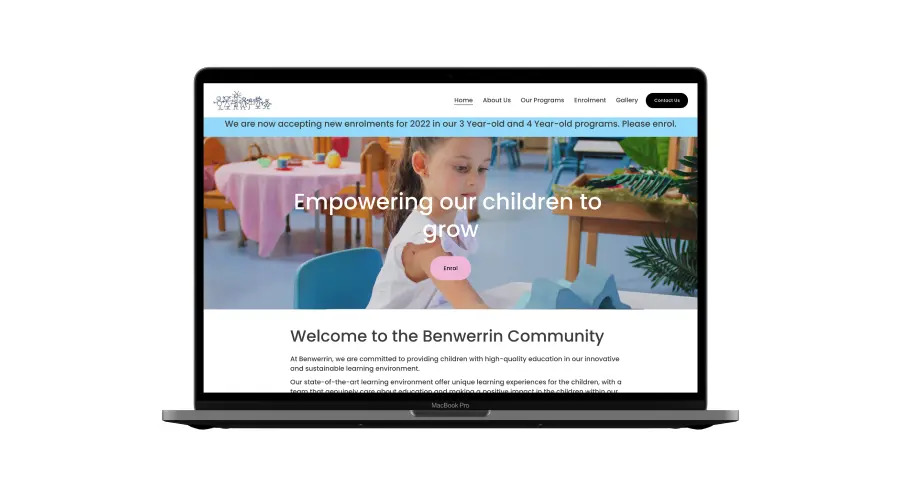 Home About Us Our Programs Enrolment Gallery Contact Us
We are now accepting new enrolments for 2022 in our 3 Year-old and 4 Year-old programs. Please enrol.
Empowering our children to
grow
Enrol
Welcome to the Benwerrin Community
At Benwerrin, we are committed to providing children with high-quality education in our innovative
and sustainable learning environment.
Our state-of-the-art learning environment offer unique learning experiences for the children, with a
team that genuinely care about education and making a positive impact in the children within our
MacBook Pro